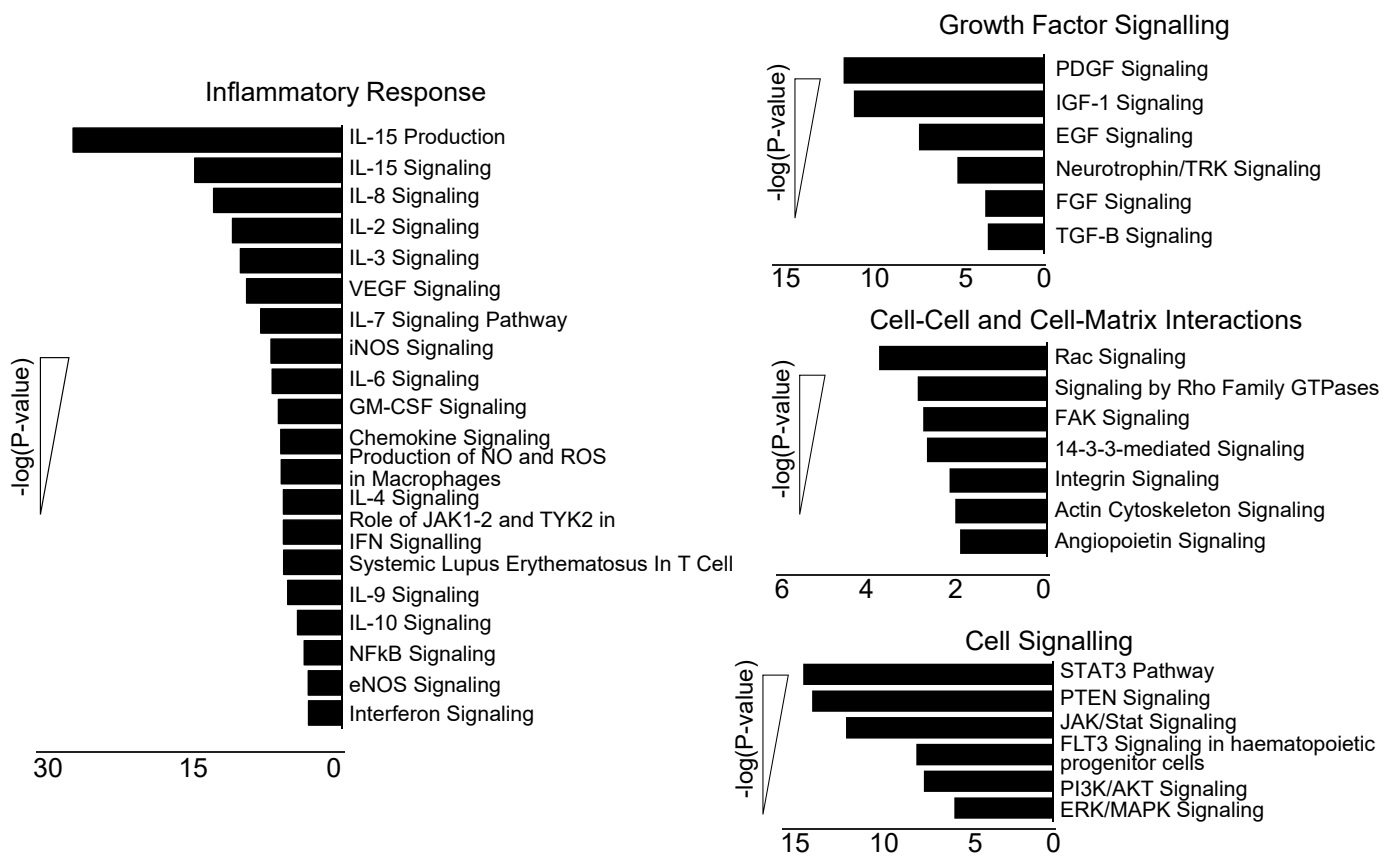 Inflammatory Response
IL-15 Production
IL-15 Signaling
IL-8 Signaling
IL-2 Signaling
IL-3 Signaling
VEGF Signaling
IL-7 Signaling Pathway
iNOS Signaling
IL-6 Signaling
GM-CSF Signaling
Chemokine Signaling
Production of NO and ROS
in Macrophages
IL-4 Signaling
Role of JAK1-2 and TYK2 in
IFN Signalling
Systemic Lupus Erythematosus In T Cell
IL-9 Signaling
IL-10 Signaling
NFkB Signaling
eNOS Signaling
Interferon Signaling
-log(P-value)
30 15 0
Growth Factor Signalling
PDGF Signaling
IGF-1 Signaling
EGF Signaling
Neurotrophin/TRK Signaling
FGF Signaling
TGF-B Signaling
-log(P-value)
15 10 5 0
Cell-Cell and Cell-Matrix Interactions
Rac Signaling
Signaling by Rho Family GTPases
FAK Signaling
14-3-3-mediated Signaling
Integrin Signaling
Actin Cytoskeleton Signaling
Angiopoietin Signaling
-log(P-value)
6 4 2 0
Cell Signalling
STAT3 Pathway
PTEN Signaling
JAK/Stat Signaling
FLT3 Signaling in haematopoietic
progenitor cells
PI3K/AKT Signaling
ERK/MAPK Signaling
-log(P-value)
15 10 5 0